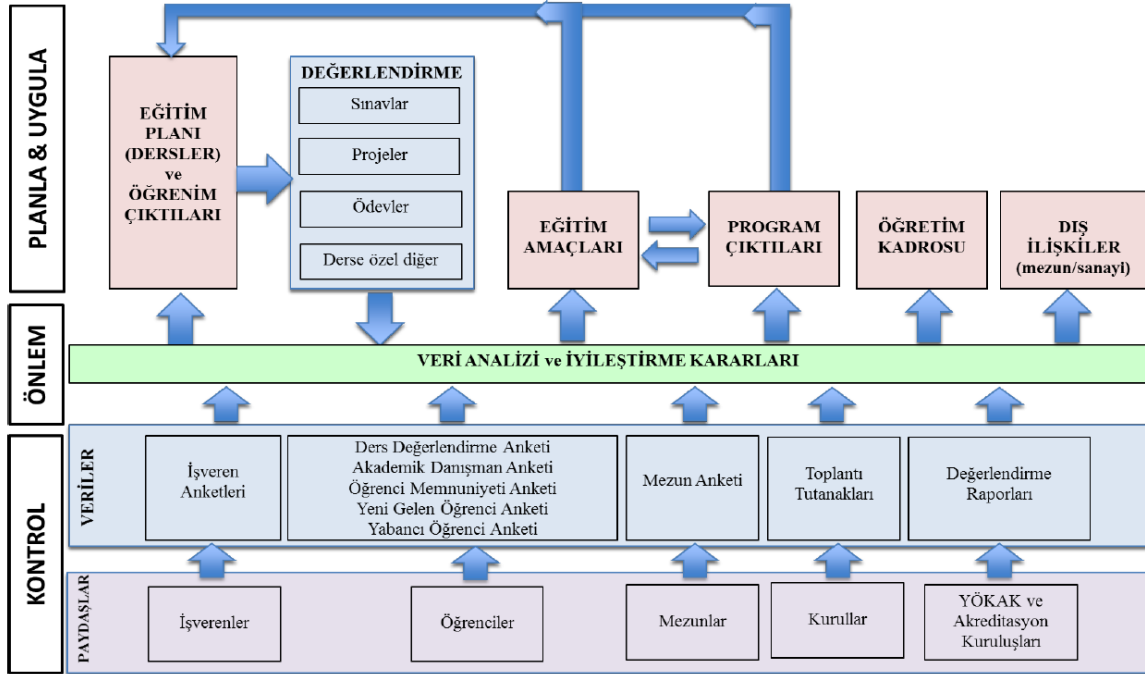 PLANLA & UYGULA
EĞİTİM
PLANI
(DERSLER)
ve
ÖĞRENİM
ÇIKTILARI
DEĞERLENDİRME
Sınavlar
Projeler
Ödevler
Derse özel diğer
EĞİTİM
AMAÇLARI
PROGRAM
ÇIKTILARI
ÖĞRETİM
KADROSU
DIŞ
İLİŞKİLER
(mezun/sanayi)
ÖNLEM
VERİ ANALİZİ ve İYİLEŞTİRME KARARLARI
KONTROL
VERİLER
İşveren
Anketleri
Ders Değerlendirme Anketi
Akademik Danışman Anketi
Öğrenci Memnuniyeti Anketi
Yeni Gelen Öğrenci Anketi
Yabancı Öğrenci Anketi
Mezun Anketi
Toplantı
Tutanakları
Değerlendirme
Raporları
PAYDAŞLAR
İşverenler
Öğrenciler
Mezunlar
Kurullar
YÖKAK ve
Akreditasyon
Kuruluşları